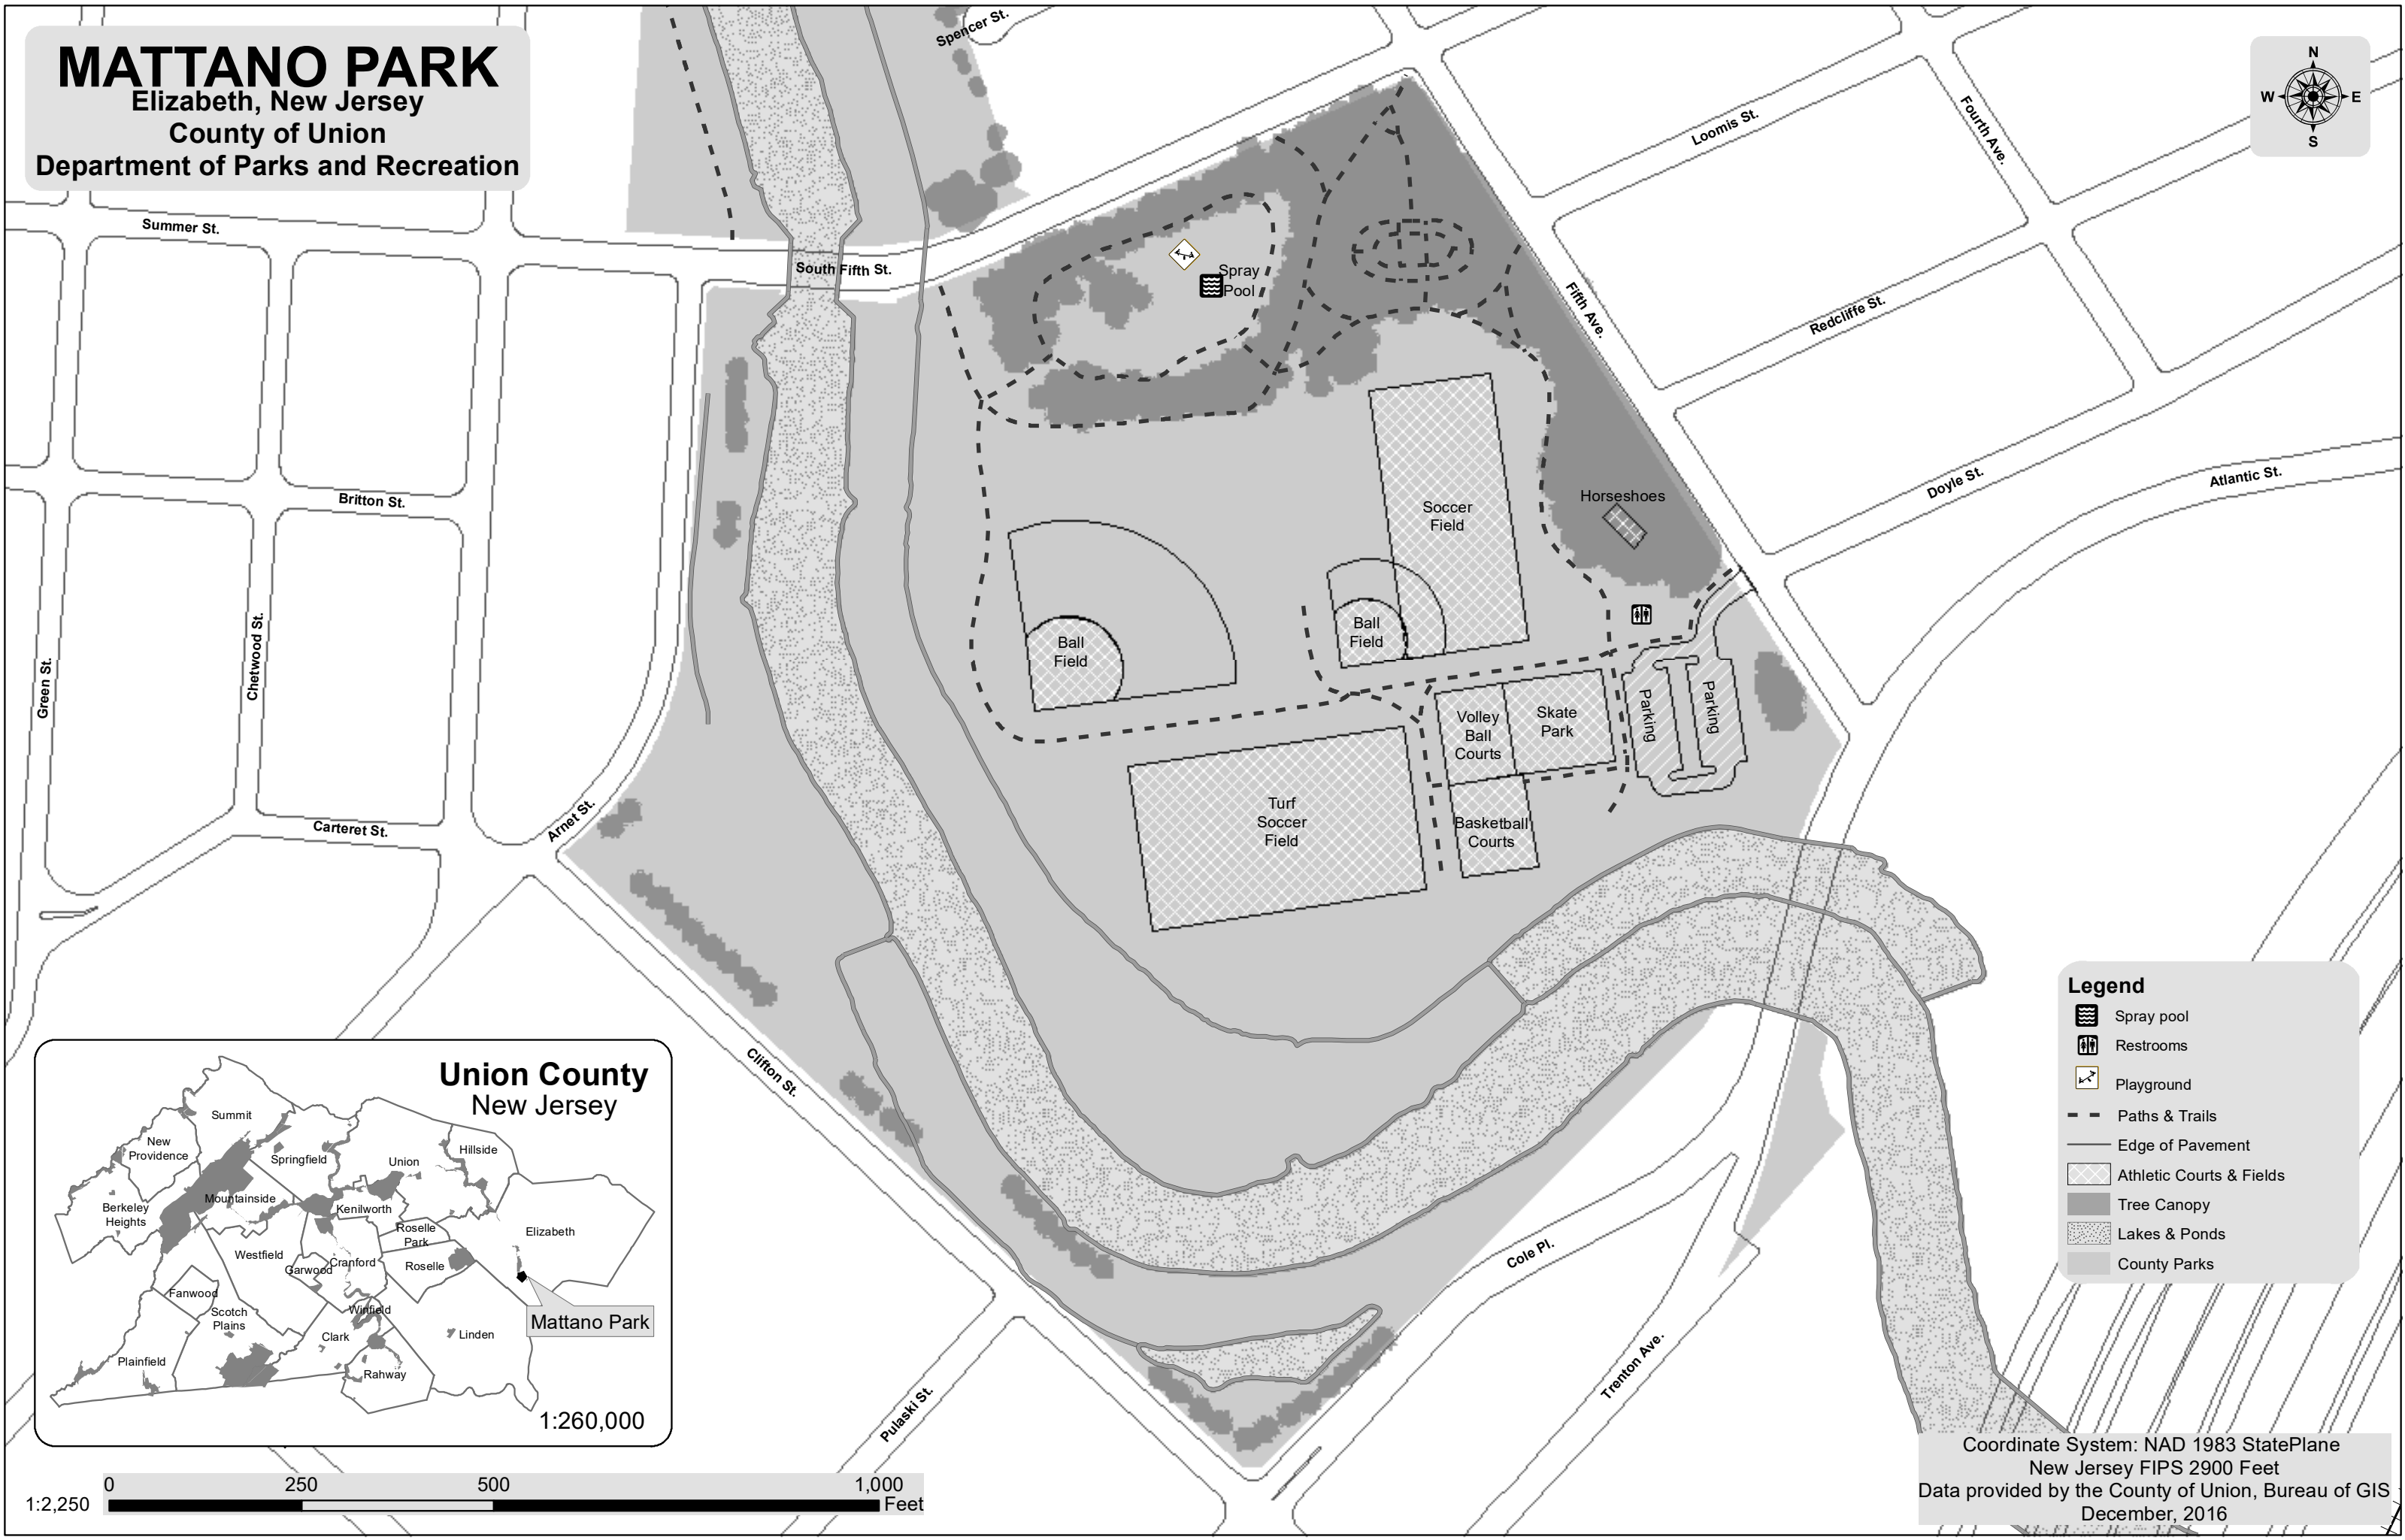 MATTANO PARK
Elizabeth, New Jersey
County of Union
Department of Parks and Recreation
Spencer St.
N
W
E
S
Loomis St.
Fourth Ave.
Summer St.
South Fifth St.
Spray
Pool
Fifth Ave.
Redcliffe St.
Britton St.
Horseshoes
Soccer
Field
Doyle St.
Atlantic St.
Green St.
Chetwood St.
Ball
Field
Ball
Field
Volley
Ball
Courts
Skate
Park
Parking
Parking
Arnet St.
Carteret St.
Turf
Soccer
Field
Basketball
Courts
Clifton St.
Cole Pl.
Trenton Ave.
Pulaski St.
Legend
Spray pool
Restrooms
Playground
Paths & Trails
Edge of Pavement
Athletic Courts & Fields
Tree Canopy
Lakes & Ponds
County Parks
Union County
New Jersey
Summit
New
Providence
Springfield
Union
Hillside
Berkeley
Heights
Mountainside
Kenilworth
Roselle
Park
Elizabeth
Westfield
Garwood
Cranford
Roselle
Fanwood
Scotch
Plains
Winfield
Clark
Linden
Plainfield
Rahway
Mattano Park
1:260,000
0
250
500
1,000
1:2,250
Feet
Coordinate System: NAD 1983 StatePlane
New Jersey FIPS 2900 Feet
Data provided by the County of Union, Bureau of GIS
December, 2016